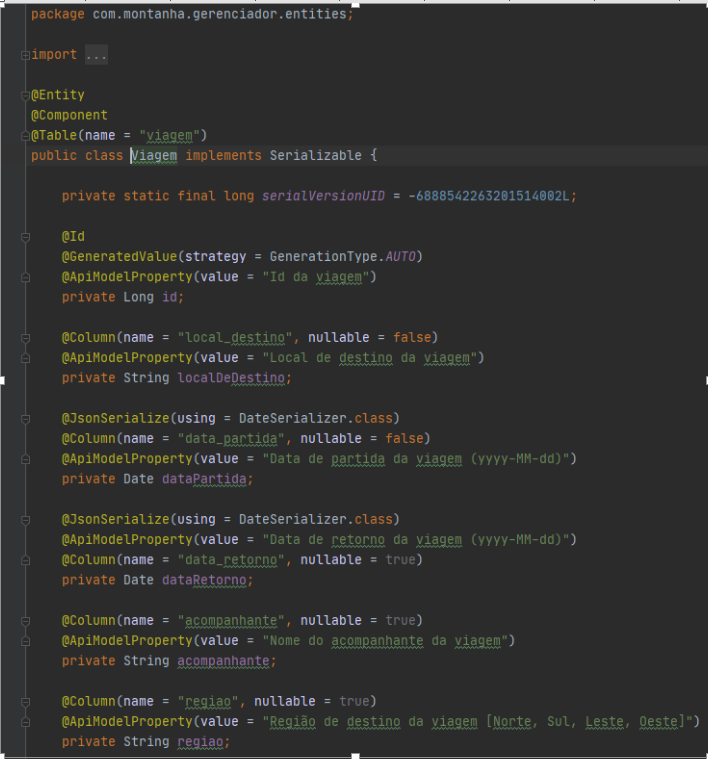 package com.montanha.gerenciador.entities;
import ...
@Entity
@Component
@Table(name = "viagem")
public class Viagem implements Serializable {
private static final long serialVersionUID = -6888542263201514002L;
@Id
@GeneratedValue(strategy = GenerationType.AUTO)
@ApiModelProperty(value = "Id da viagem")
private Long id;
@Column(name = "local_destino", nullable = false)
@ApiModelProperty(value = "Local de destino da viagem")
private String localDeDestino;
@JsonSerialize(using = DateSerializer.class)
@Column(name = "data_partida", nullable = false)
@ApiModelProperty(value = "Data de partida da viagem (yyyy-MM-dd)")
private Date dataPartida;
@JsonSerialize(using = DateSerializer.class)
@ApiModelProperty(value = "Data de retorno da viagem (yyyy-MM-dd)")
@Column(name = "data_retorno", nullable = true)
private Date dataRetorno;
@Column(name = "acompanhante", nullable = true)
@ApiModelProperty(value = "Nome do acompanhante da viagem")
private String acompanhante;
@Column(name = "regiao", nullable = true)
@ApiModelProperty(value = "Região de destino da viagem [Norte, Sul, Leste, Oeste]")
private String regiao;